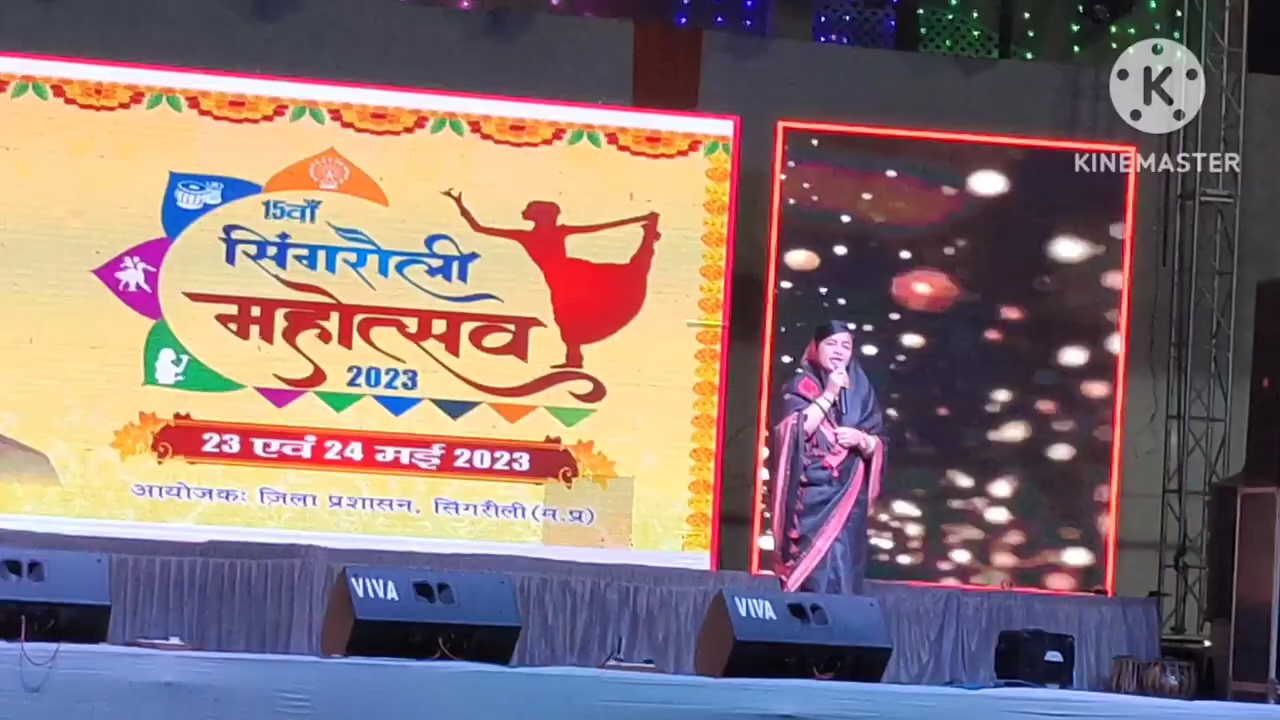 15वाँ
सिंगरौली
महोत्सव
2023
23 एवं 24 मई 2023
आयोजकः ज़िला प्रशासन, सिंगरौली (म.प्र)
K
KINEMASTER
VIVA
VIVA